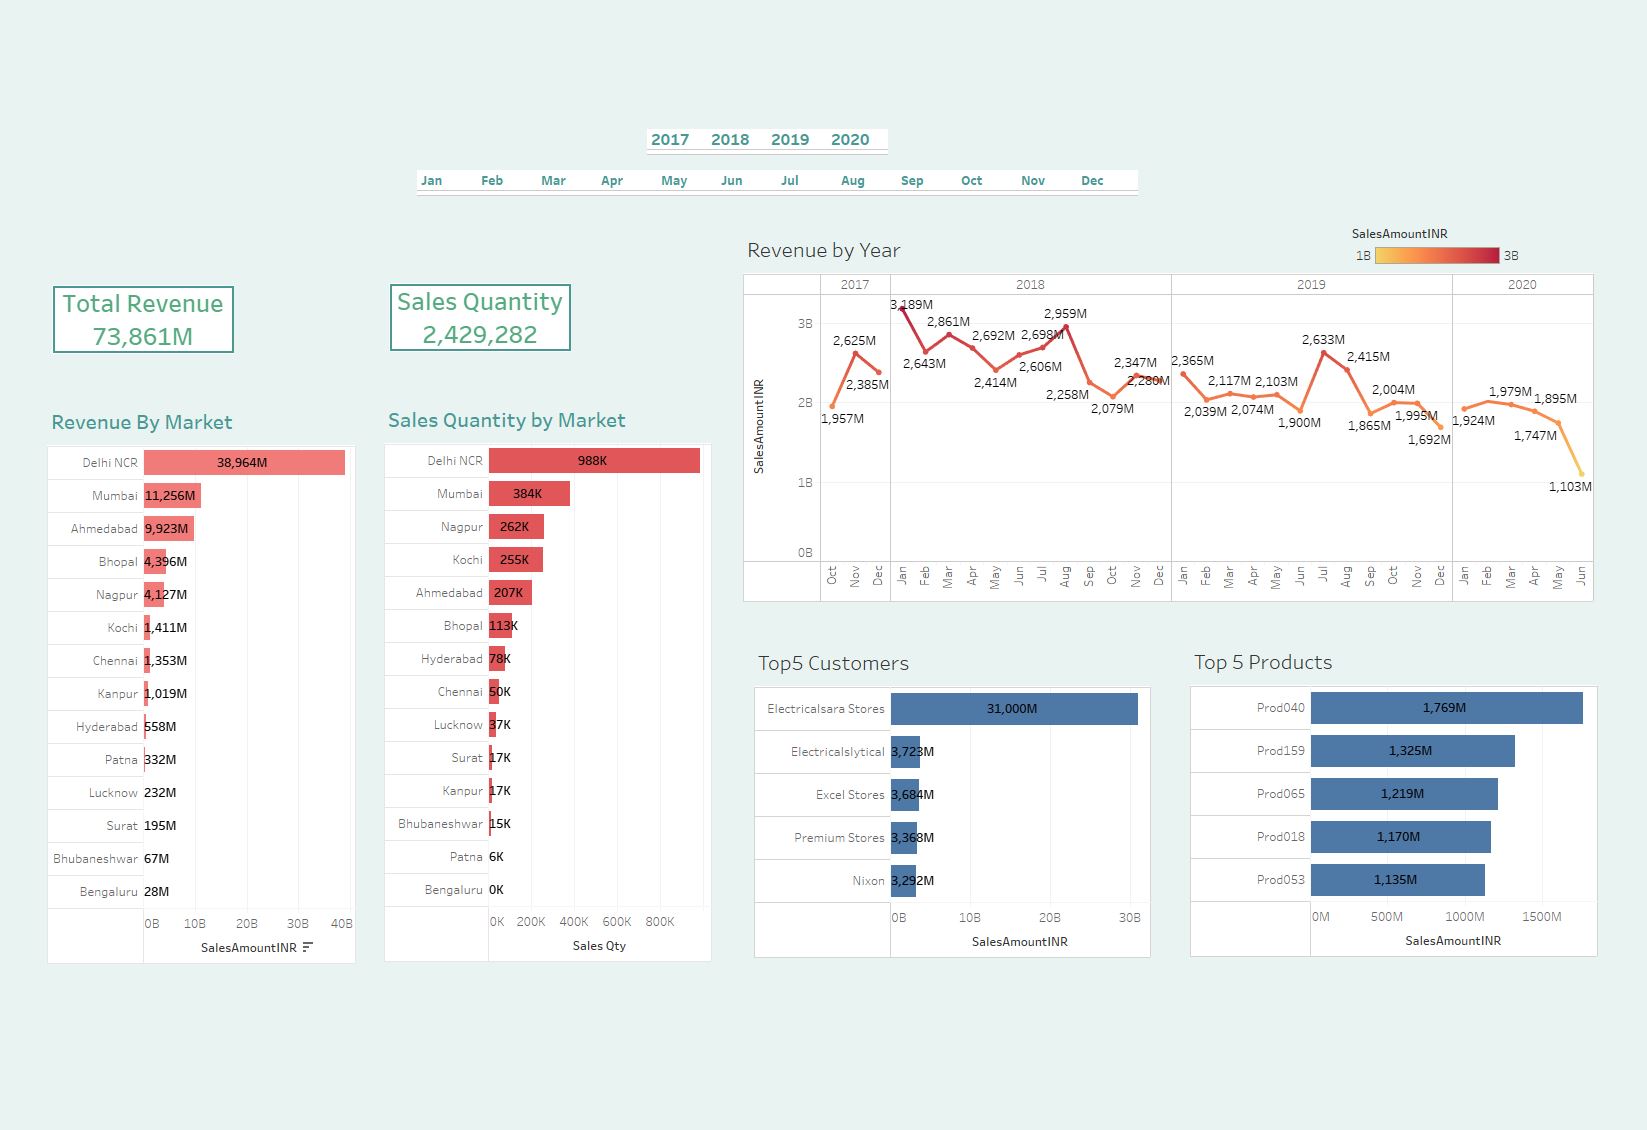 2017 2018 2019 2020
Jan Feb Mar Apr May Jun Jul Aug Sep Oct Nov Dec
Total Revenue
73,861M
Sales Quantity
2,429,282
Revenue By Market
Delhi NCR 38,964M
Mumbai 11,256M
Ahmedabad 9,923M
Bhopal 4,396M
Nagpur 4,127M
Kochi 1,411M
Chennai 1,353M
Kanpur 1,019M
Hyderabad 558M
Patna 332M
Lucknow 232M
Surat 195M
Bhubaneshwar 67M
Bengaluru 28M
0B 10B 20B 30B 40B
SalesAmountINR
Sales Quantity by Market
Delhi NCR 988K
Mumbai 384K
Nagpur 262K
Kochi 255K
Ahmedabad 207K
Bhopal 113K
Hyderabad 78K
Chennai 50K
Lucknow 37K
Surat 17K
Kanpur 17K
Bhubaneshwar 15K
Patna 6K
Bengaluru 0K
0K 200K 400K 600K 800K
Sales Qty
Revenue by Year
SalesAmountINR
1B 3B
2017 2018 2019 2020
SalesAmountINR
3B
2B
1B
0B
1,957M 2,625M 2,385M
3,189M 2,643M 2,861M 2,692M 2,414M 2,606M 2,698M 2,959M 2,258M 2,079M 2,347M 2,280M
2,365M 2,039M 2,117M 2,074M 2,103M 1,900M 2,633M 2,415M 1,865M 2,004M 1,995M 1,692M
1,924M 1,979M 1,895M 1,747M 1,103M
Oct Nov Dec Jan Feb Mar Apr May Jun Jul Aug Sep Oct Nov Dec Jan Feb Mar Apr May Jun Jul Aug Sep Oct Nov Dec Jan Feb Mar Apr May Jun
Top5 Customers
Electricalsara Stores 31,000M
Electricalslytical 3,723M
Excel Stores 3,684M
Premium Stores 3,368M
Nixon 3,292M
0B 10B 20B 30B
SalesAmountINR
Top 5 Products
Prod040 1,769M
Prod159 1,325M
Prod065 1,219M
Prod018 1,170M
Prod053 1,135M
0M 500M 1000M 1500M
SalesAmountINR